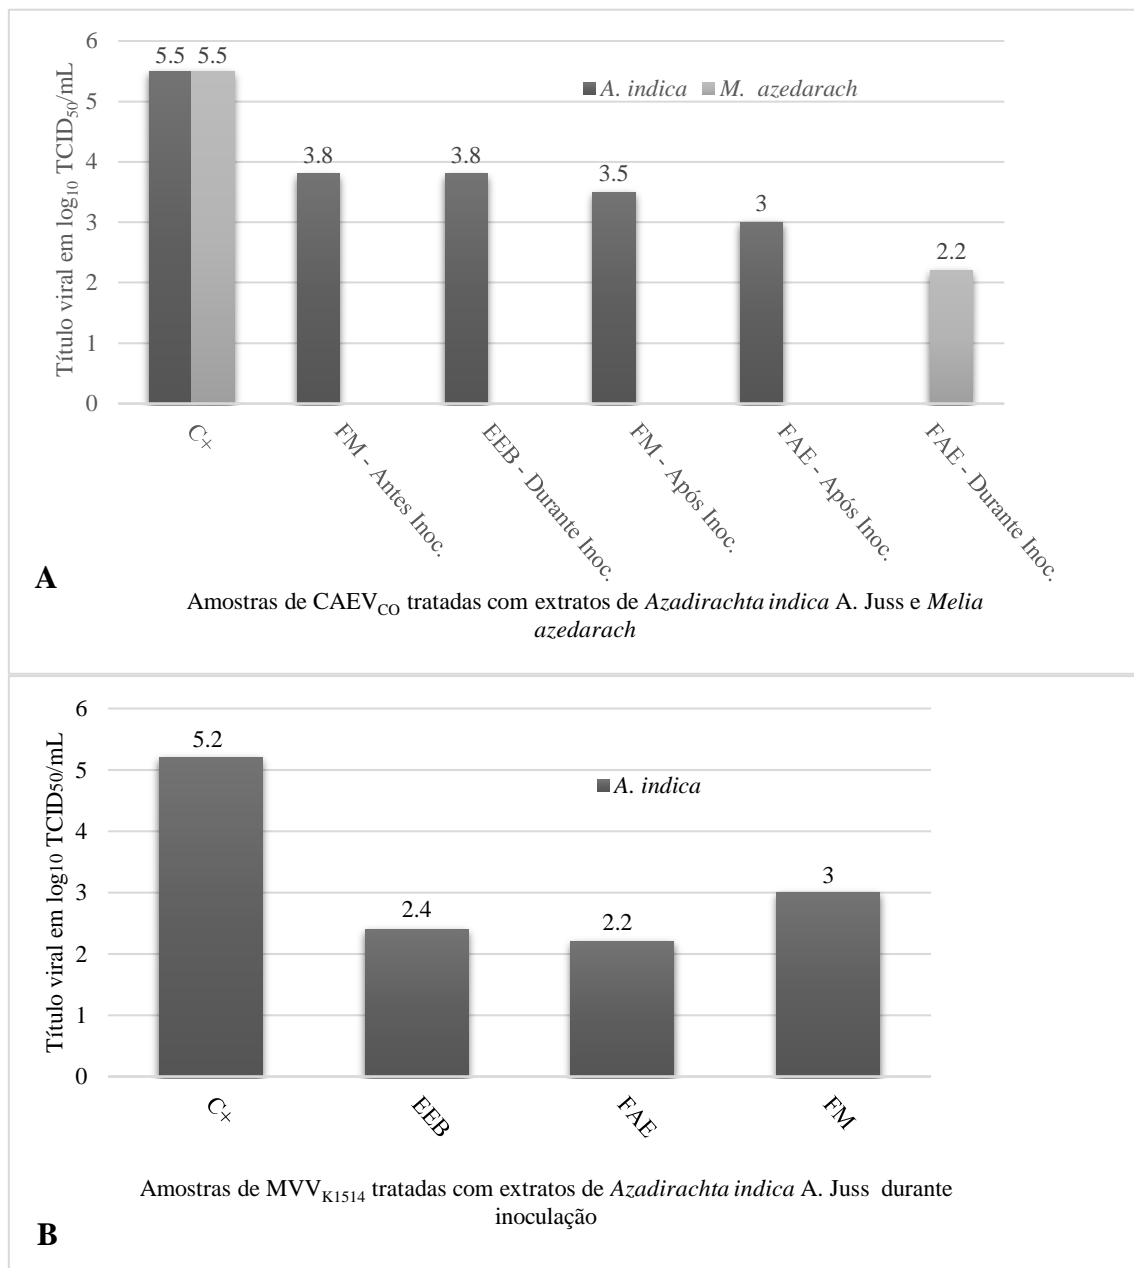 6
5
4
3
2
1
0
Título viral em log10 TCID50/mL
5.5 5.5
3.8
3.8
3.5
3
2.2
A. indica M. azedarach
C+
FM - Antes Inoc.
EEB - Durante Inoc.
FM - Após Inoc.
FAE - Após Inoc.
FAE - Durante Inoc.
A
Amostras de CAEVCO tratadas com extratos de Azadirachta indica A. Juss e Melia
azedarach
6
5
4
3
2
1
0
Título viral em log10 TCID50/mL
5.2
2.4
2.2
3
A. indica
C+
EEB
FAE
FM
Amostras de MVVK1514 tratadas com extratos de Azadirachta indica A. Juss durante
inoculação
B